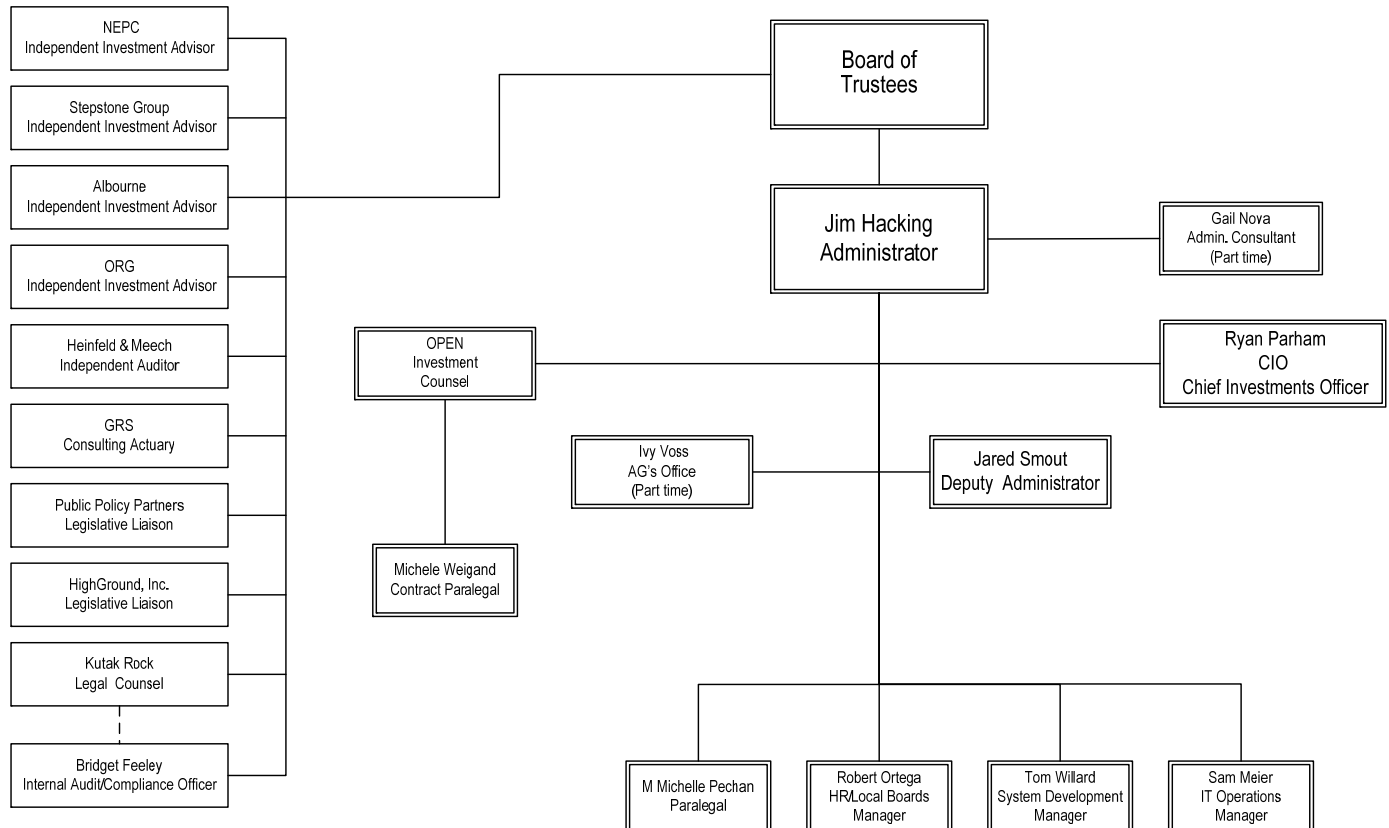 NEPC
Independent Investment Advisor
Stepstone Group
Independent Investment Advisor
Albourne
Independent Investment Advisor
ORG
Independent Investment Advisor
Heinfeld & Meech
Independent Auditor
GRS
Consulting Actuary
Public Policy Partners
Legislative Liaison
HighGround, Inc.
Legislative Liaison
Kutak Rock
Legal Counsel
Bridget Feeley
Internal Audit/Compliance Officer
Board of
Trustees
Jim Hacking
Administrator
Gail Nova
Admin. Consultant
(Part time)
OPEN
Investment
Counsel
Ryan Parham
CIO
Chief Investments Officer
Ivy Voss
AG's Office
(Part time)
Jared Smout
Deputy Administrator
Michele Weigand
Contract Paralegal
M Michelle Pechan
Paralegal
Robert Ortega
HR/Local Boards
Manager
Tom Willard
System Development
Manager
Sam Meier
IT Operations
Manager